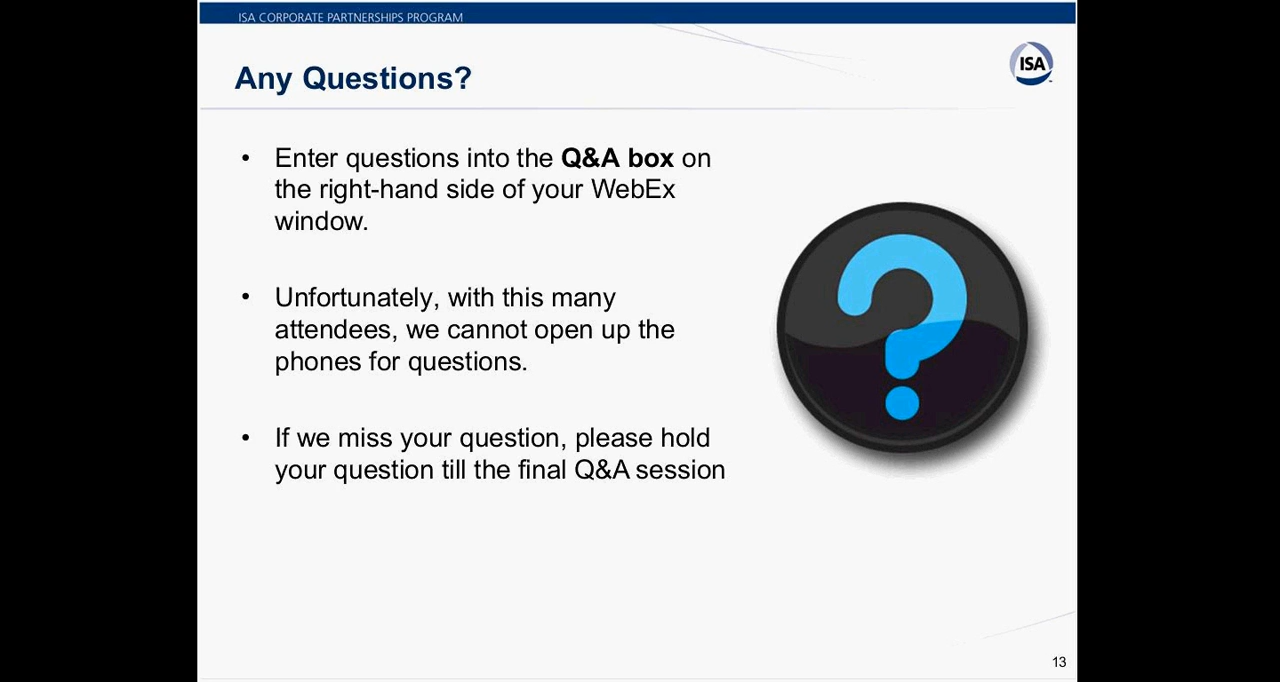 ISA CORPORATE PARTNERSHIPS PROGRAM
Any Questions?
ISA
• Enter questions into the Q&A box on
the right-hand side of your WebEx
window.
• Unfortunately, with this many
attendees, we cannot open up the
phones for questions.
• If we miss your question, please hold
your question till the final Q&A session
?
13